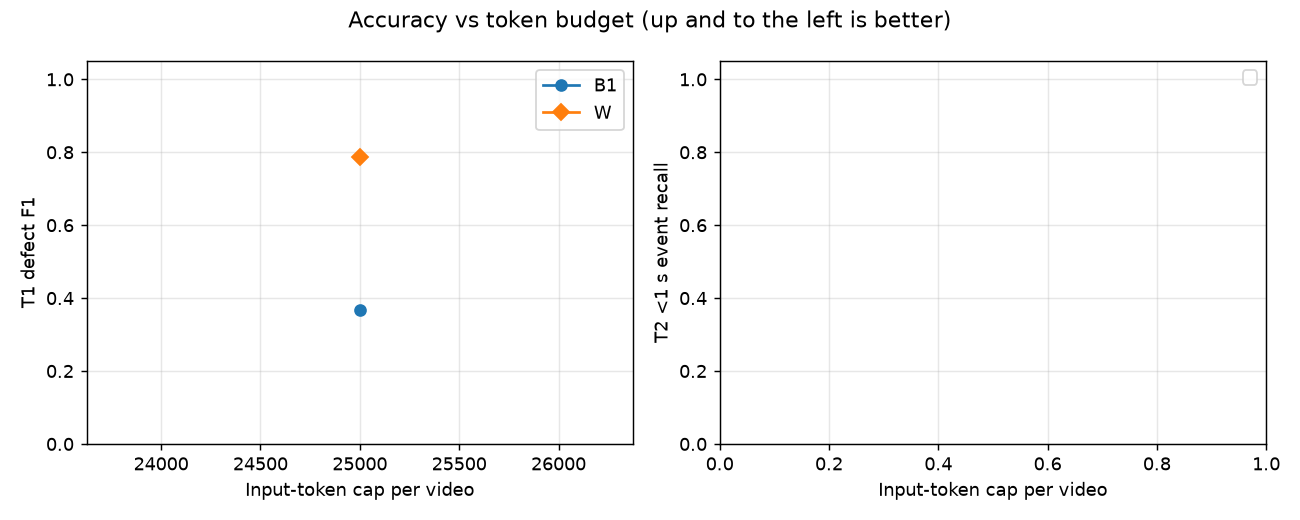 Accuracy vs token budget (up and to the left is better)
T1 defect F1
1.0
0.8
0.6
0.4
0.2
0.0
24000 24500 25000 25500 26000
Input-token cap per video
B1
W
T2 <1 s event recall
1.0
0.8
0.6
0.4
0.2
0.0
0.0 0.2 0.4 0.6 0.8 1.0
Input-token cap per video